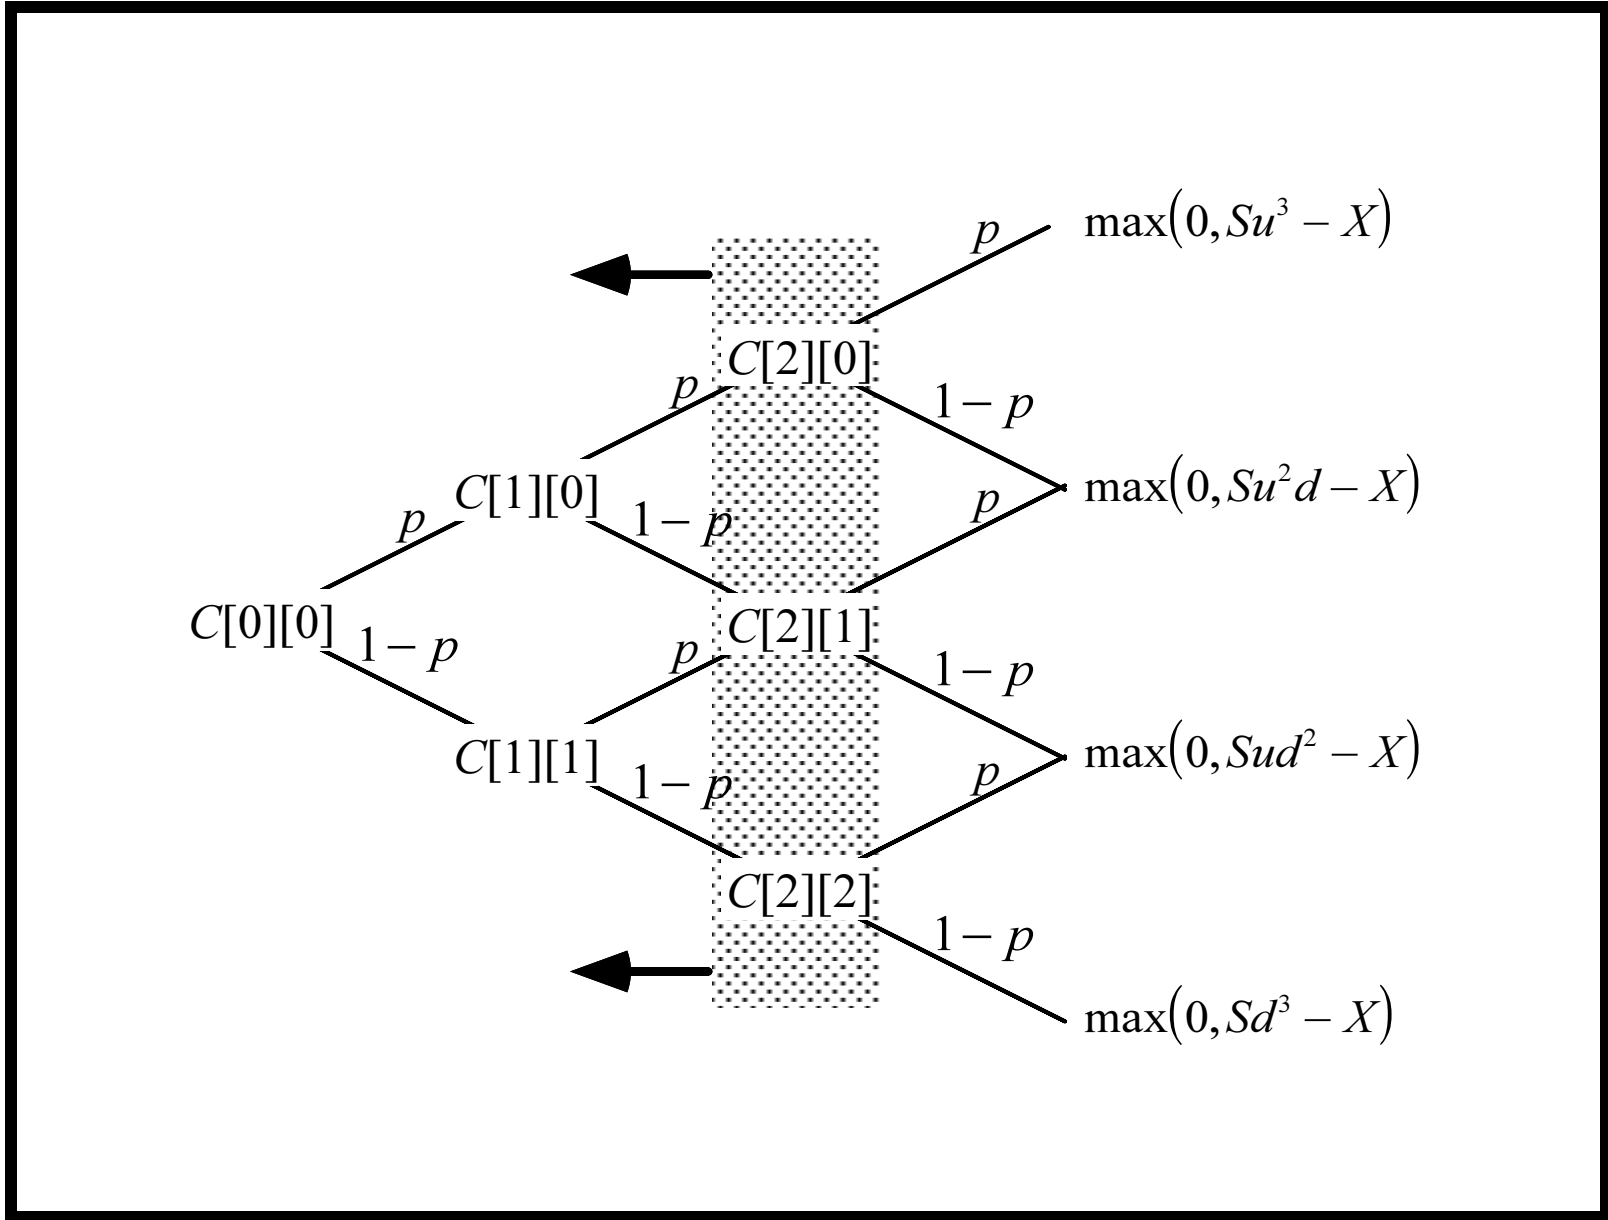 p max(0, Su³ − X)
C[2][0]
p 1 − p
C[1][0] p max(0, Su²d − X)
p 1 − p
C[0][0] C[2][1]
1 − p p 1 − p
C[1][1] p max(0, Sud² − X)
1 − p
C[2][2]
1 − p
max(0, Sd³ − X)